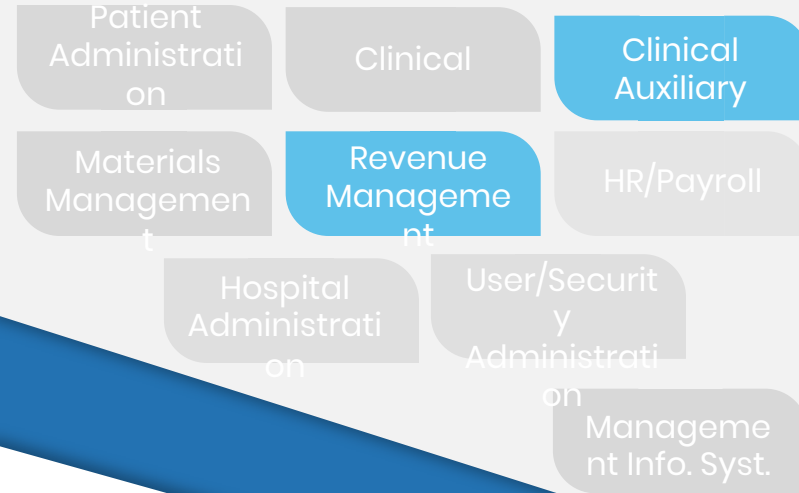 Patient
Administrati
on
Clinical
Clinical
Auxiliary
Materials
Managemen
t
Revenue
Manageme
nt
HR/Payroll
Hospital
Administrati
on
User/Securit
y
Administrati
on
Manageme
nt Info. Syst.